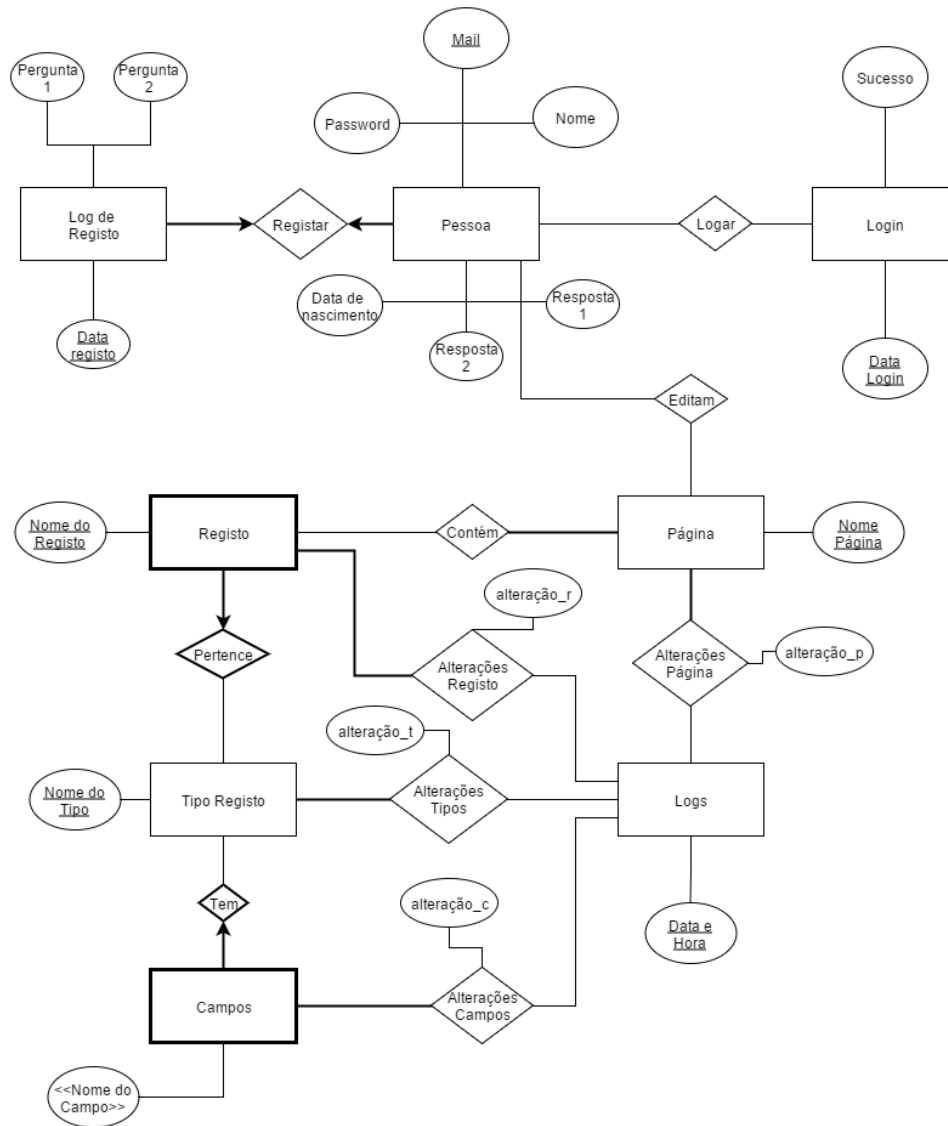 Mail
Pergunta
1
Pergunta
2
Sucesso
Password
Nome
Log de
Registo
Registar
Pessoa
Logar
Login
Data de
nascimento
Resposta
1
Data
registo
Resposta
2
Data
Login
Editam
Nome do
Registo
Registo
Contém
Página
Nome
Página
alteração_r
Pertence
Alterações
Registo
Alterações
Página
alteração_p
alteração_t
Nome do
Tipo
Tipo Registo
Alterações
Tipos
Logs
Tem
alteração_c
Data e
Hora
Campos
Alterações
Campos
<<Nome do
Campo>>